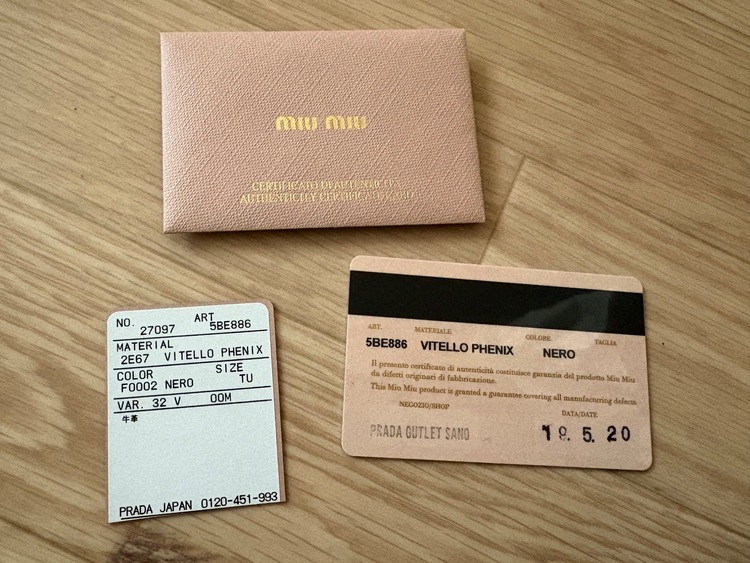 miu miu
CERTIFICATO DI AUTENTICITÀ
AUTHENTICITY CERTIFICATE CARD
NO. 27097 ART 5BE886
MATERIAL
2E67 VITELLO PHENIX
COLOR SIZE
F0002 NERO TU
VAR. 32 V OOM
牛革
PRADA JAPAN 0120-451-993
ART. MATERIALE COLORE TAGLIA
5BE886 VITELLO PHENIX NERO
Il presente certificato di autenticità costituisce garanzia del prodotto Miu Miu
da difetti originari di fabbricazione.
This Miu Miu product is granted a guarantee covering all manufacturing defects.
NEGOZIO/SHOP DATA/DATE
PRADA OUTLET SANO 19. 5. 20